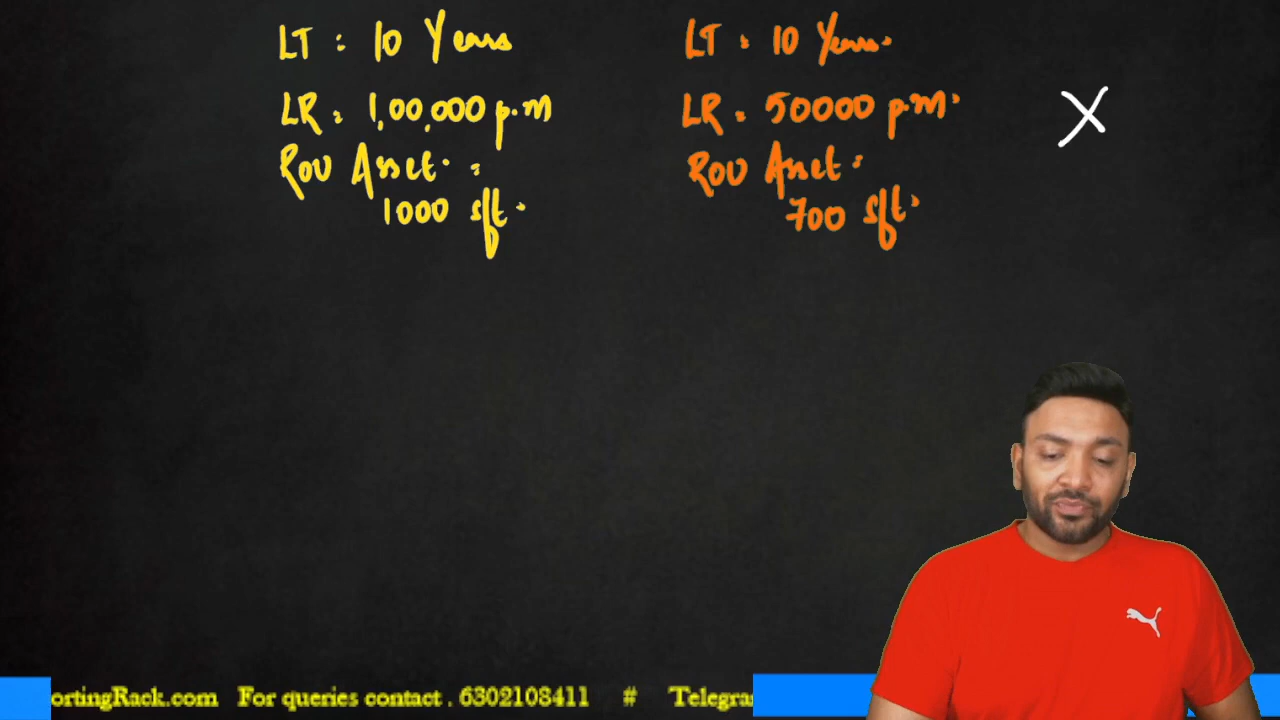 LT : 10 Years
LR : 1,00,000 p.m
ROU Asset :
1000 sft.
LT : 10 Years.
LR : 50000 p.m.
ROU Asset :
700 sft.
X
ortingRack.com For queries contact . 6302108411 # Telegra